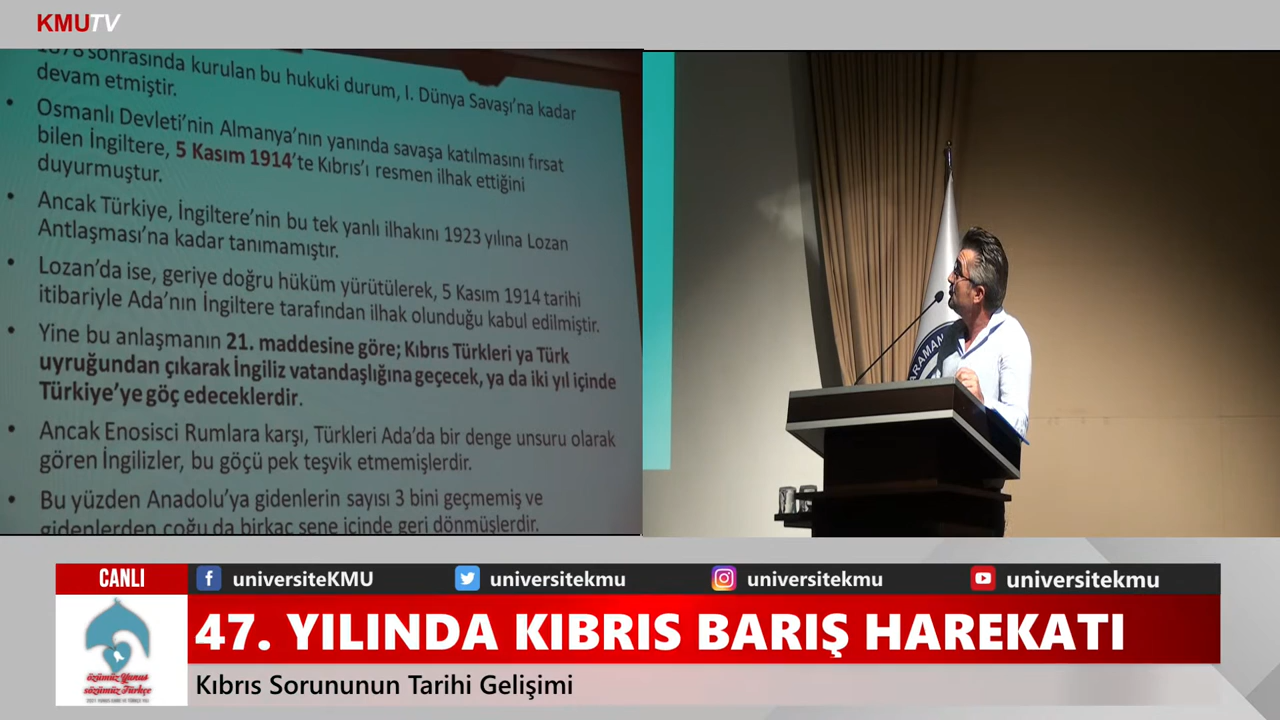 KMUTV
1878 sonrasında kurulan bu hukuki durum, I. Dünya Savaşı'na kadar
devam etmiştir.
• Osmanlı Devleti'nin Almanya'nın yanında savaşa katılmasını fırsat
bilen İngiltere, 5 Kasım 1914'te Kıbrıs'ı resmen ilhak ettiğini
duyurmuştur.
• Ancak Türkiye, İngiltere'nin bu tek yanlı ilhakını 1923 yılına Lozan
Antlaşması'na kadar tanımamıştır.
• Lozan'da ise, geriye doğru hüküm yürütülerek, 5 Kasım 1914 tarihi
itibariyle Ada'nın İngiltere tarafından ilhak olunduğu kabul edilmiştir.
• Yine bu anlaşmanın 21. maddesine göre; Kıbrıs Türkleri ya Türk
uyruğundan çıkarak İngiliz vatandaşlığına geçecek, ya da iki yıl içinde
Türkiye'ye göç edeceklerdir.
• Ancak Enosisci Rumlara karşı, Türkleri Ada'da bir denge unsuru olarak
gören İngilizler, bu göçü pek teşvik etmemişlerdir.
• Bu yüzden Anadolu'ya gidenlerin sayısı 3 bini geçmemiş ve
gidenlerden çoğu da birkaç sene içinde geri dönmüşlerdir.
ARAMAN
CANLI
universiteKMU
universitekmu
universitekmu
universitekmu
özümüz Yunus
sözümüz Türkçe
47. YILINDA KIBRIS BARIŞ HAREKATI
Kıbrıs Sorununun Tarihi Gelişimi